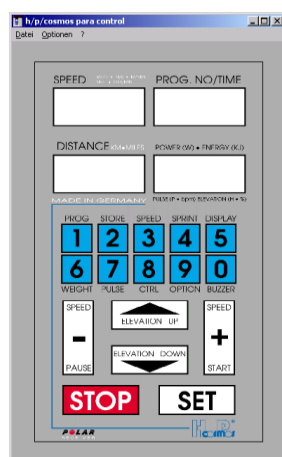 h/p/cosmos para control
Datei Optionen ?
SPEED PROG. NO/TIME
DISTANCE KM●MILES POWER (W) ● ENERGY (KJ)
MADE IN GERMANY PULSE (P ● bpm) ELEVATION (H ● %)
PROG STORE SPEED SPRINT DISPLAY
1 2 3 4 5
6 7 8 9 0
WEIGHT PULSE CTRL OPTION BUZZER
SPEED SPEED
ELEVATION UP
- +
ELEVATION DOWN
PAUSE START
STOP SET
POLAR
h/p/cosmos